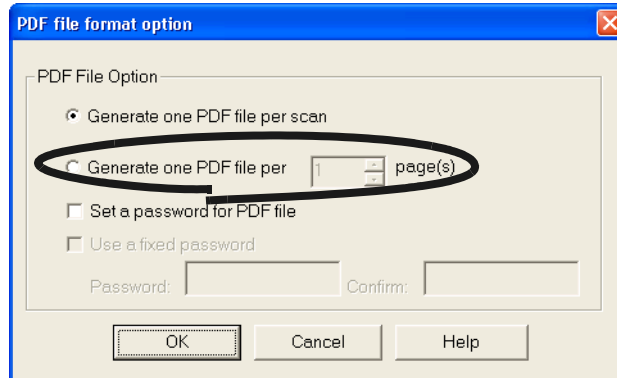 PDF file format option
PDF File Option
Generate one PDF file per scan
Generate one PDF file per 1 page(s)
Set a password for PDF file
Use a fixed password
Password: Confirm:
OK Cancel Help